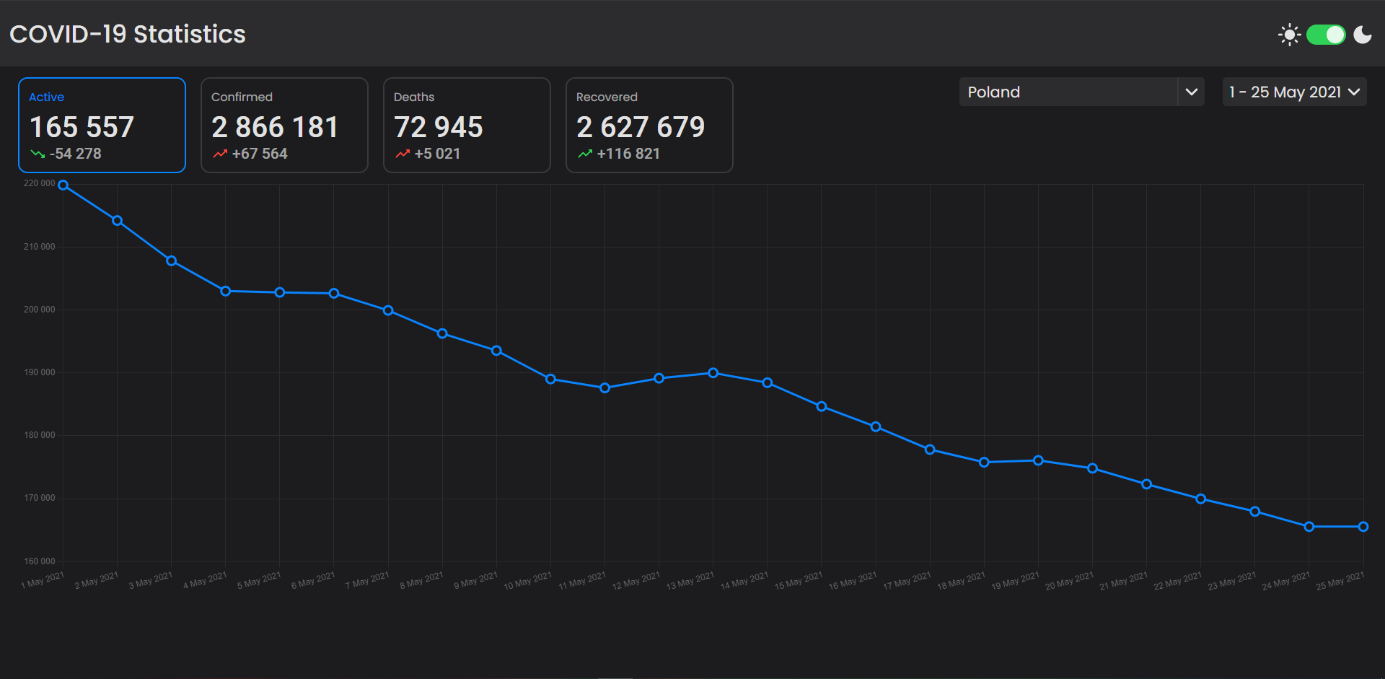 COVID-19 Statistics
Active
165 557
-54 278
Confirmed
2 866 181
+67 564
Deaths
72 945
+5 021
Recovered
2 627 679
+116 821
Poland
1 - 25 May 2021
220 000
210 000
200 000
190 000
180 000
170 000
160 000
1 May 2021
2 May 2021
3 May 2021
4 May 2021
5 May 2021
6 May 2021
7 May 2021
8 May 2021
9 May 2021
10 May 2021
11 May 2021
12 May 2021
13 May 2021
14 May 2021
15 May 2021
16 May 2021
17 May 2021
18 May 2021
19 May 2021
20 May 2021
21 May 2021
22 May 2021
23 May 2021
24 May 2021
25 May 2021